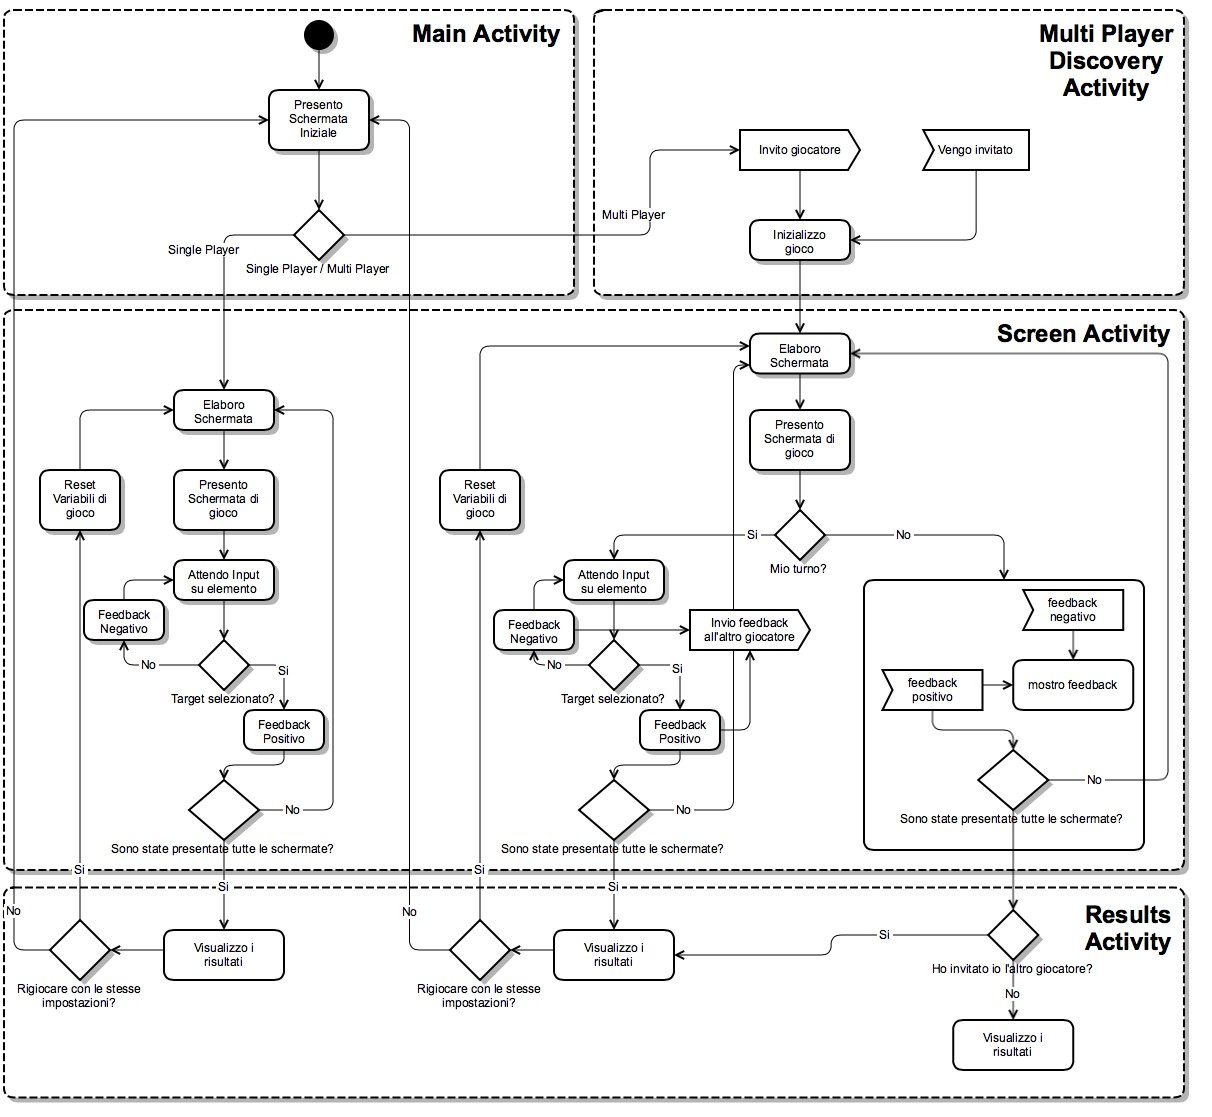 Main Activity
Presento
Schermata
Iniziale
Single Player
Single Player / Multi Player
Multi Player
Discovery
Activity
Invito giocatore
Vengo invitato
Multi Player
Inizializzo
gioco
Screen Activity
Elaboro
Schermata
Reset
Variabili di
gioco
Presento
Schermata di
gioco
Attendo Input
su elemento
Feedback
Negativo
No
Si
Target selezionato?
Feedback
Positivo
No
Sono state presentate tutte le schermate?
Si
Si
Elaboro
Schermata
Presento
Schermata di
gioco
Reset
Variabili di
gioco
Si
No
Mio turno?
Attendo Input
su elemento
Feedback
Negativo
Invio feedback
all'altro giocatore
No
Si
Target selezionato?
Feedback
Positivo
No
Sono state presentate tutte le schermate?
Si
Si
feedback
negativo
feedback
positivo
mostro feedback
No
Sono state presentate tutte le schermate?
Results
Activity
No
Visualizzo i
risultati
Rigiocare con le stesse
impostazioni?
No
Visualizzo i
risultati
Rigiocare con le stesse
impostazioni?
Si
Ho invitato io l'altro giocatore?
No
Visualizzo i
risultati